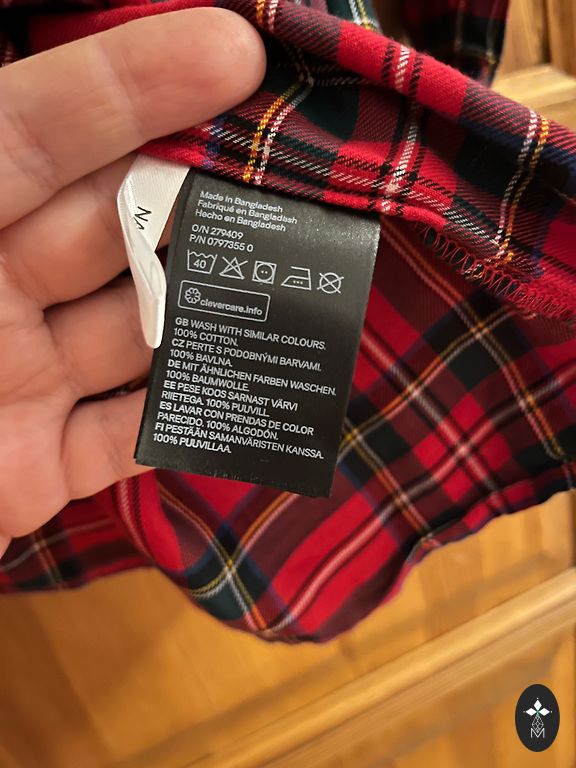 Made in Bangladesh
Fabriqué en Bangladesh
Hecho en Bangladesh
O/N 279409
P/N 0797355 0
40
clevercare.info
GB WASH WITH SIMILAR COLOURS.
100% COTTON.
CZ PERTE S PODOBNÝMI BARVAMI.
100% BAVLNA.
DE MIT ÄHNLICHEN FARBEN WASCHEN.
100% BAUMWOLLE.
EE PESE KOOS SARNAST VÄRVI
RIIETEGA. 100% PUUVILL.
ES LAVAR CON PRENDAS DE COLOR
PARECIDO. 100% ALGODÓN.
FI PESTÄÄN SAMANVÄRISTEN KANSSA.
100% PUUVILLAA.
M